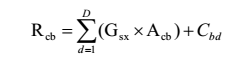 R_cb = \sum_{d=1}^{D} (G_sx × A_cb) + C_bd